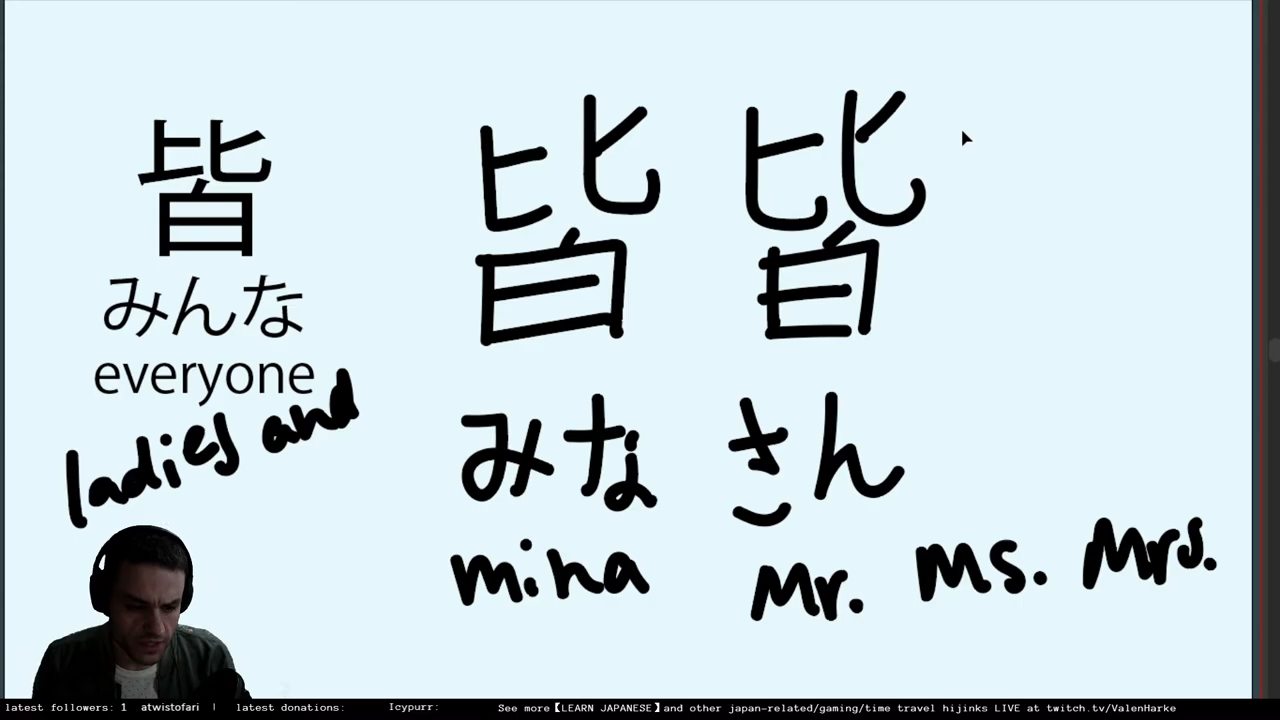 皆
みんな
everyone
ladies and
皆 皆
みな さん
mina Mr. Ms. Mrs.
latest followers: 1 atwistofari | latest donations: Icypurr: See more【LEARN JAPANESE】and other japan-related/gaming/time travel hijinks LIVE at twitch.tv/ValenHarke